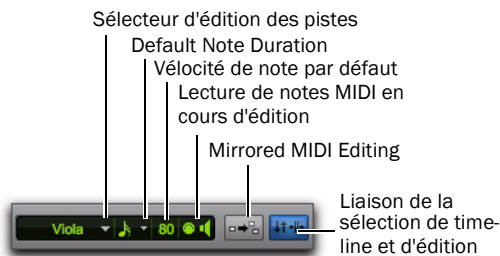 Sélecteur d'édition des pistes
Default Note Duration
Vélocité de note par défaut
Lecture de notes MIDI en
cours d'édition
Mirrored MIDI Editing
Liaison de la
sélection de time-
line et d'édition
Viola
80